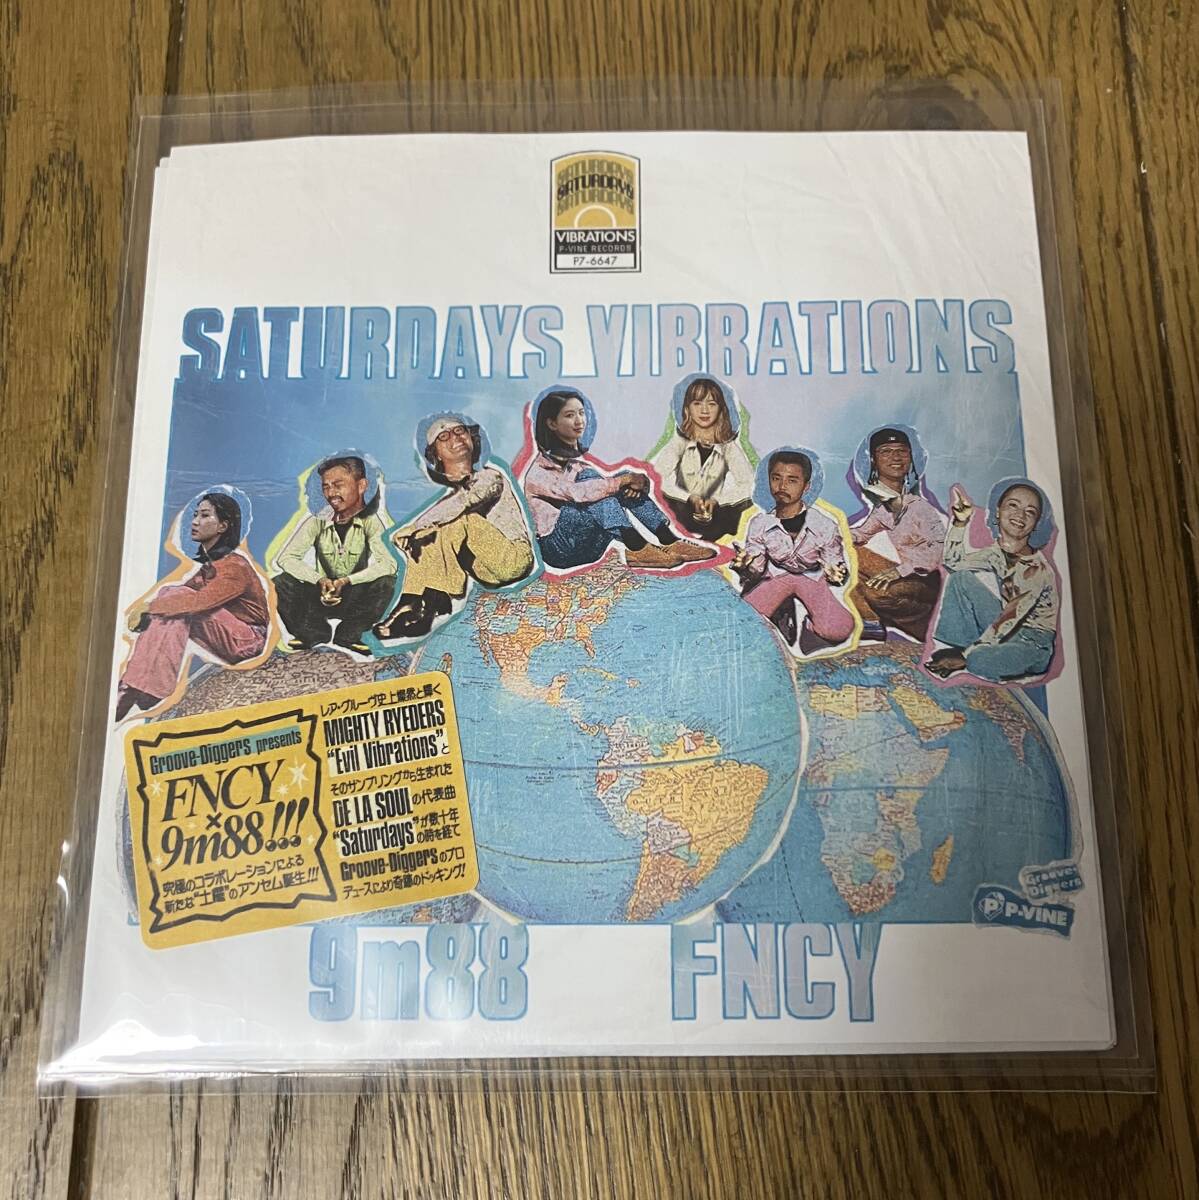 SATURDAYS
SATURDAYS
SATURDAYS
VIBRATIONS
P-VINE RECORDS
P7-6647
SATURDAYS VIBRATIONS
Groove-Diggers presents
FNCY
×
9m88!!!
究極のコラボレーションによる
新たな"土曜"のアンセム誕生!!!
レア・グルーヴ史上燦然と輝く
MIGHTY RYEDERS
"Evil Vibrations"と
そのサンプリングから生まれた
DE LA SOULの代表曲
"Saturdays"が数十年の時を経て
Groove-Diggersのプロ
デュースにより奇蹟のドッキング!
Groove-
Diggers
P-VINE
9m88 FNCY